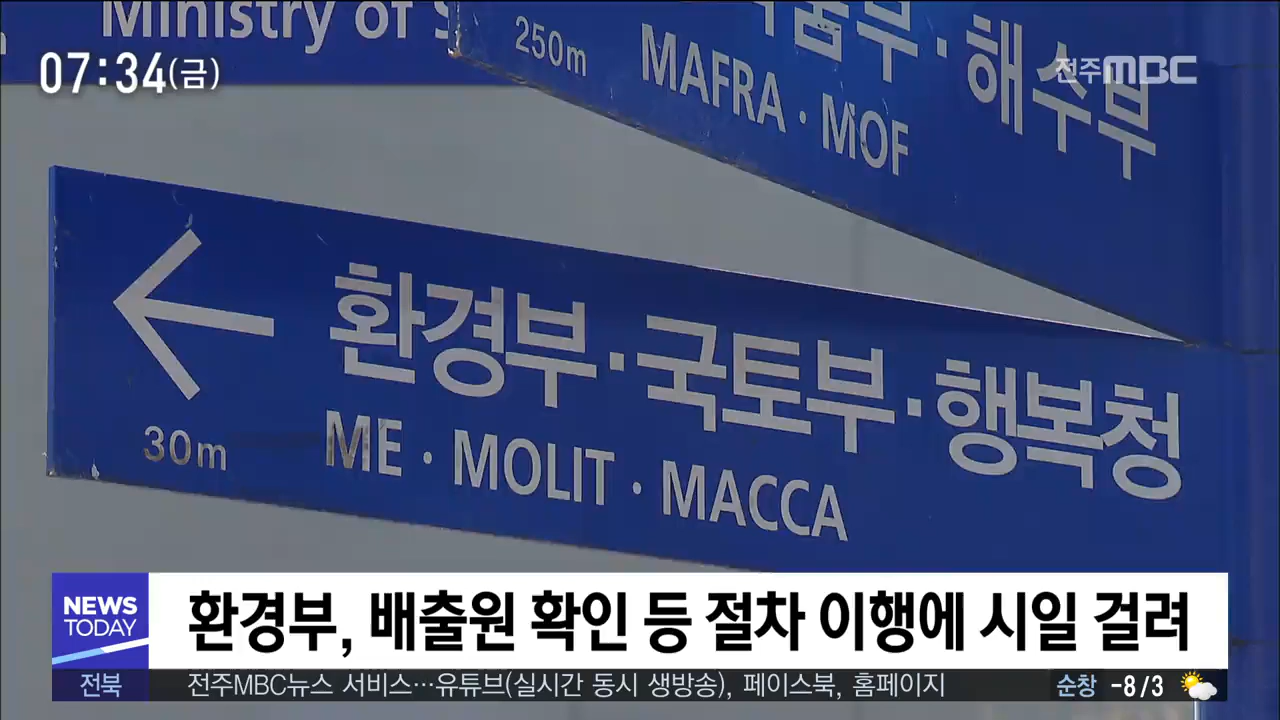 Ministry of
07:34(금)
250m
해수부
MAFRA · MOF
전주MBC
환경부·국토부·행복청
30m
ME · MOLIT · MACCA
NEWS TODAY
환경부, 배출원 확인 등 절차 이행에 시일 걸려
전북
전주MBC뉴스 서비스…유튜브(실시간 동시 생방송), 페이스북, 홈페이지
순창 -8/3